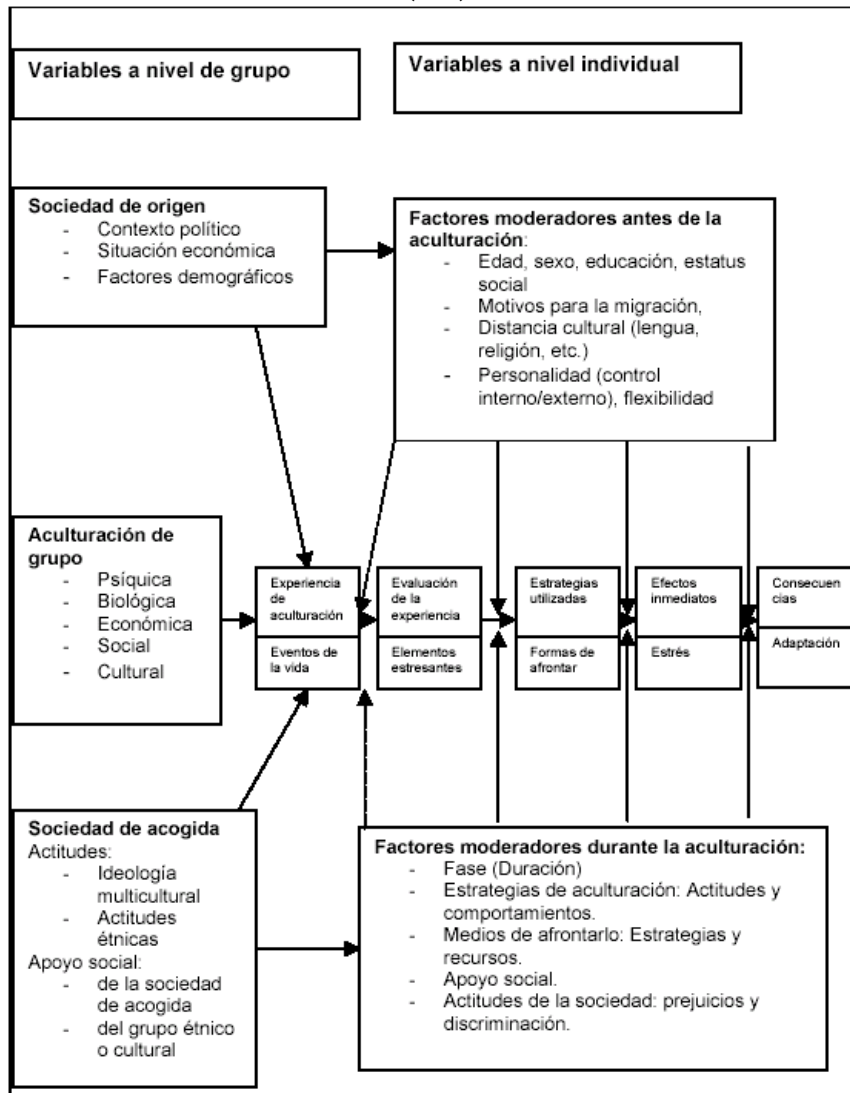 Variables a nivel de grupo
Variables a nivel individual
Sociedad de origen
- Contexto político
- Situación económica
- Factores demográficos
Factores moderadores antes de la
aculturación:
- Edad, sexo, educación, estatus
social
- Motivos para la migración,
- Distancia cultural (lengua,
religión, etc.)
- Personalidad (control
interno/externo), flexibilidad
Aculturación de
grupo
- Psíquica
- Biológica
- Económica
- Social
- Cultural
Experiencia
de
aculturación
Eventos de
la vida
Evaluación
de la
experiencia
Elementos
estresantes
Estrategias
utilizadas
Formas de
afrontar
Efectos
inmediatos
Estrés
Consecuen
cias
Adaptación
Sociedad de acogida
Actitudes:
- Ideología
multicultural
- Actitudes
étnicas
Apoyo social:
- de la sociedad
de acogida
- del grupo étnico
o cultural
Factores moderadores durante la aculturación:
- Fase (Duración)
- Estrategias de aculturación: Actitudes y
comportamientos.
- Medios de afrontarlo: Estrategias y
recursos.
- Apoyo social.
- Actitudes de la sociedad: prejuicios y
discriminación.